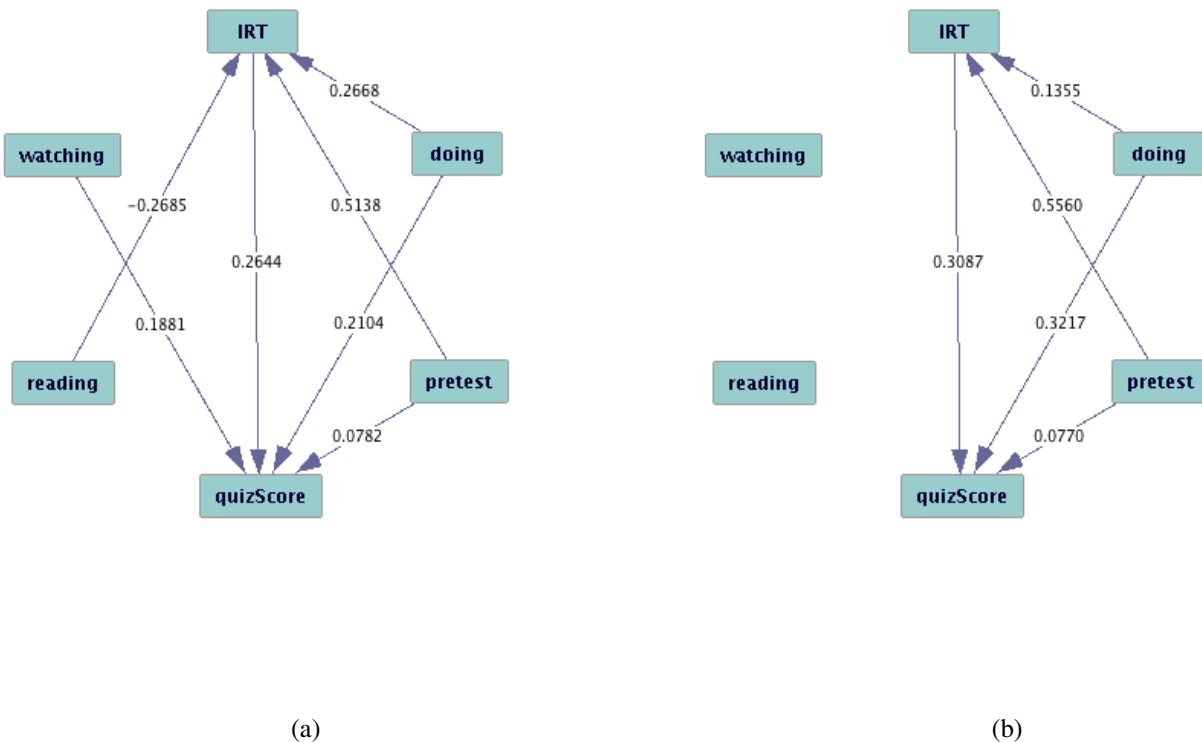 IRT
0.2668
watching
doing
−0.2685
0.5138
0.2644
0.1881
0.2104
reading
pretest
0.0782
quizScore
(a)
IRT
0.1355
watching
doing
0.5560
0.3087
0.3217
reading
pretest
0.0770
quizScore
(b)